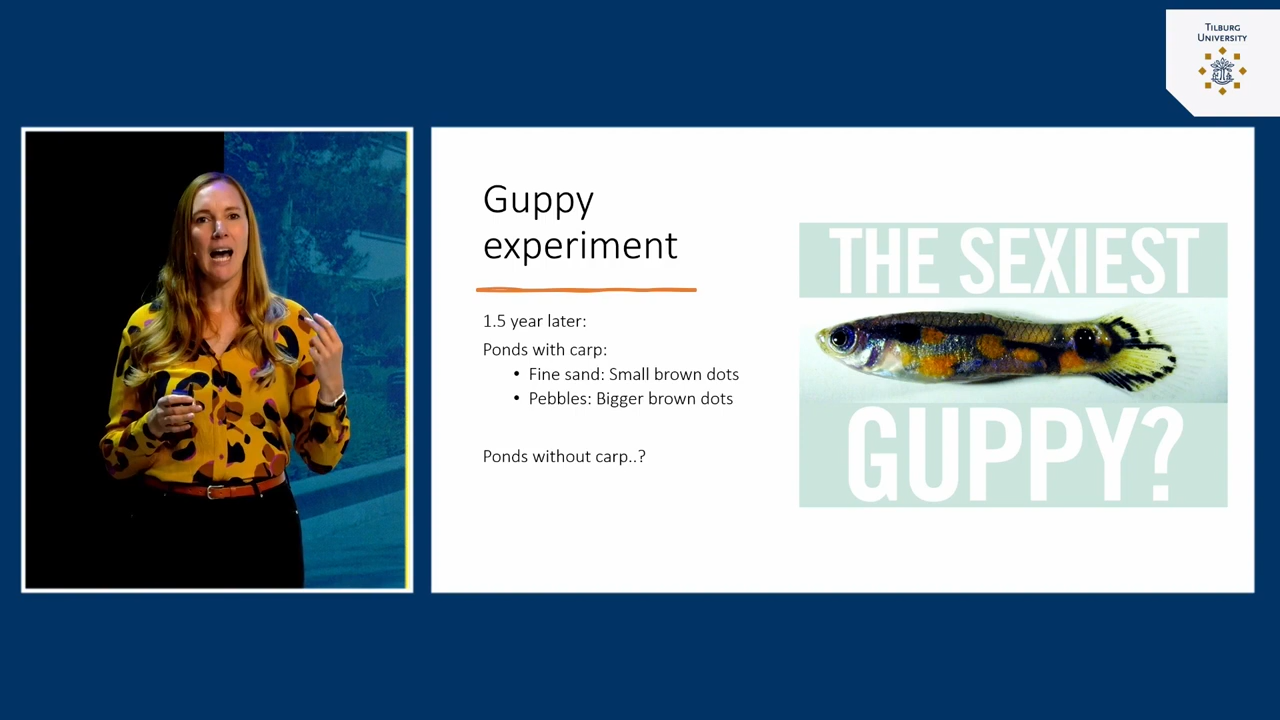 TILBURG
UNIVERSITY
Guppy
experiment
1.5 year later:
Ponds with carp:
• Fine sand: Small brown dots
• Pebbles: Bigger brown dots
Ponds without carp..?
THE SEXIEST
GUPPY?